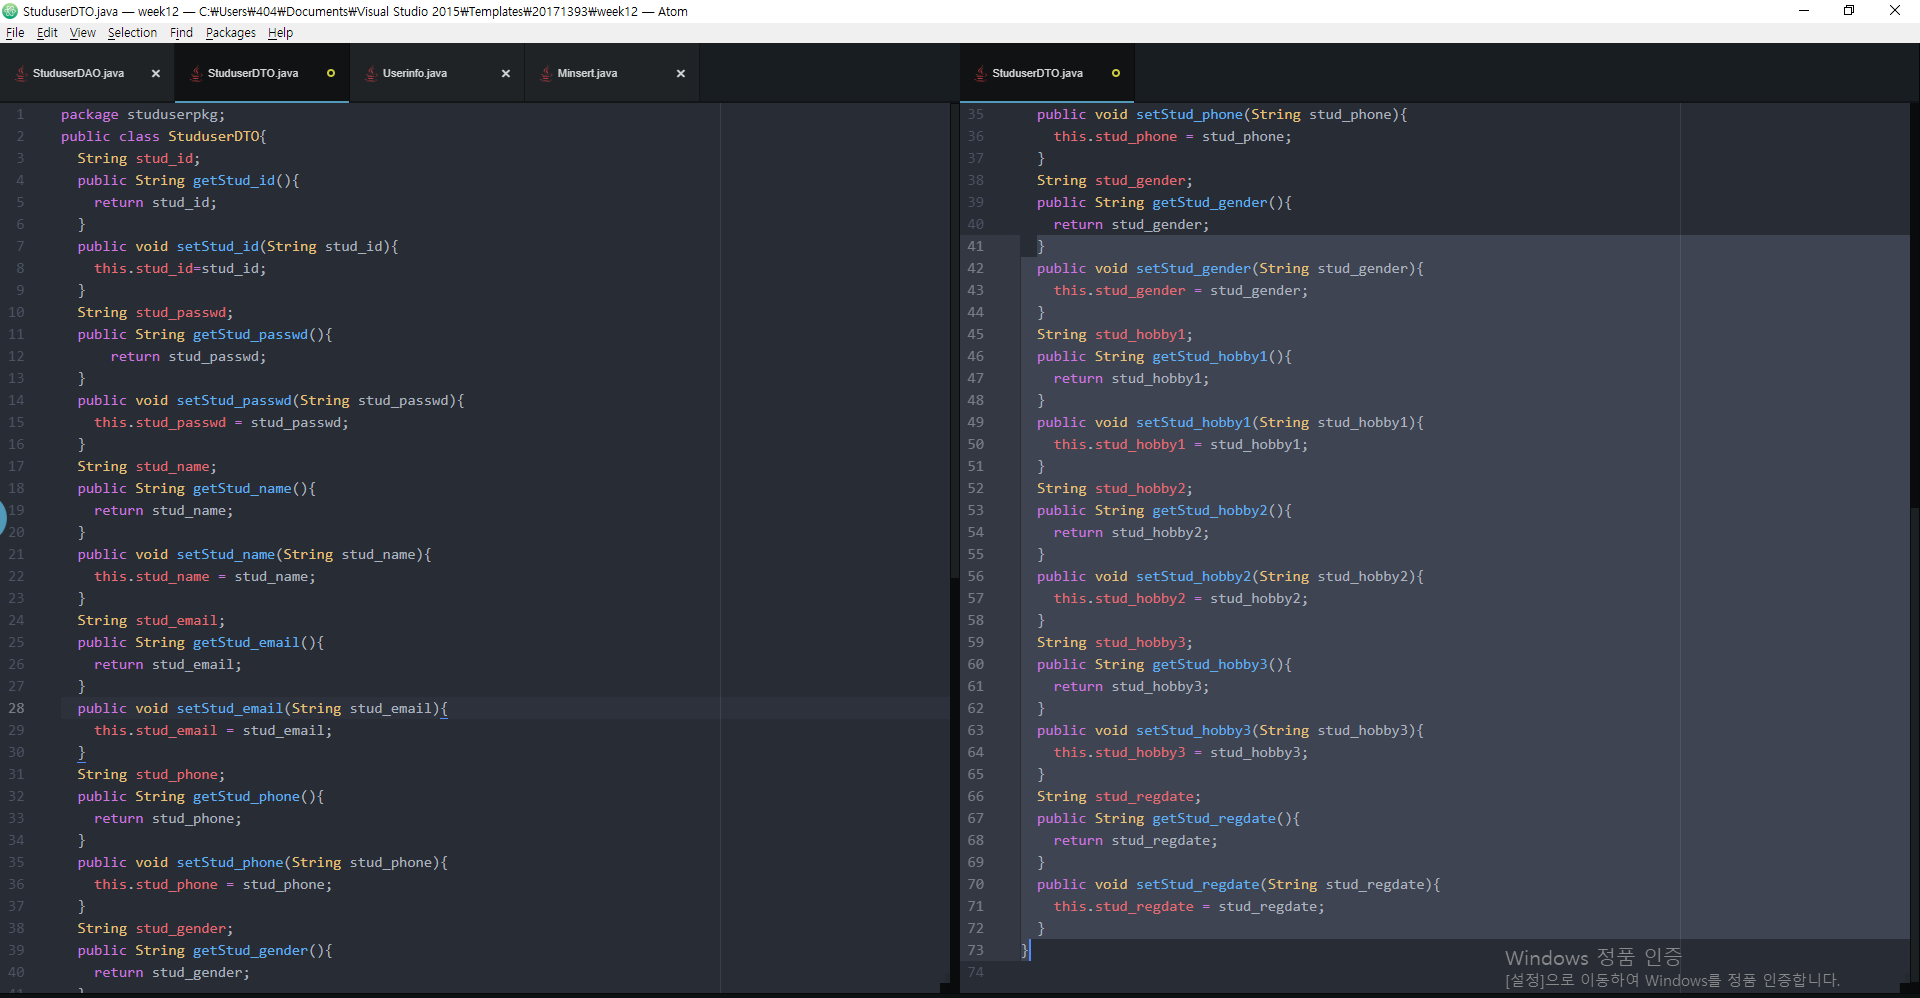 StuduserDTO.java — week12 — C:₩Users₩404₩Documents₩Visual Studio 2015₩Templates₩20171393₩week12 — Atom
File Edit View Selection Find Packages Help
StuduserDAO.java StuduserDTO.java Userinfo.java Minsert.java
1 package studuserpkg;
2 public class StuduserDTO{
3 String stud_id;
4 public String getStud_id(){
5 return stud_id;
6 }
7 public void setStud_id(String stud_id){
8 this.stud_id=stud_id;
9 }
10 String stud_passwd;
11 public String getStud_passwd(){
12 return stud_passwd;
13 }
14 public void setStud_passwd(String stud_passwd){
15 this.stud_passwd = stud_passwd;
16 }
17 String stud_name;
18 public String getStud_name(){
19 return stud_name;
20 }
21 public void setStud_name(String stud_name){
22 this.stud_name = stud_name;
23 }
24 String stud_email;
25 public String getStud_email(){
26 return stud_email;
27 }
28 public void setStud_email(String stud_email){
29 this.stud_email = stud_email;
30 }
31 String stud_phone;
32 public String getStud_phone(){
33 return stud_phone;
34 }
35 public void setStud_phone(String stud_phone){
36 this.stud_phone = stud_phone;
37 }
38 String stud_gender;
39 public String getStud_gender(){
40 return stud_gender;
StuduserDTO.java
35 public void setStud_phone(String stud_phone){
36 this.stud_phone = stud_phone;
37 }
38 String stud_gender;
39 public String getStud_gender(){
40 return stud_gender;
41 }
42 public void setStud_gender(String stud_gender){
43 this.stud_gender = stud_gender;
44 }
45 String stud_hobby1;
46 public String getStud_hobby1(){
47 return stud_hobby1;
48 }
49 public void setStud_hobby1(String stud_hobby1){
50 this.stud_hobby1 = stud_hobby1;
51 }
52 String stud_hobby2;
53 public String getStud_hobby2(){
54 return stud_hobby2;
55 }
56 public void setStud_hobby2(String stud_hobby2){
57 this.stud_hobby2 = stud_hobby2;
58 }
59 String stud_hobby3;
60 public String getStud_hobby3(){
61 return stud_hobby3;
62 }
63 public void setStud_hobby3(String stud_hobby3){
64 this.stud_hobby3 = stud_hobby3;
65 }
66 String stud_regdate;
67 public String getStud_regdate(){
68 return stud_regdate;
69 }
70 public void setStud_regdate(String stud_regdate){
71 this.stud_regdate = stud_regdate;
72 }
73 }
74
Windows 정품 인증
[설정]으로 이동하여 Windows를 정품 인증합니다.